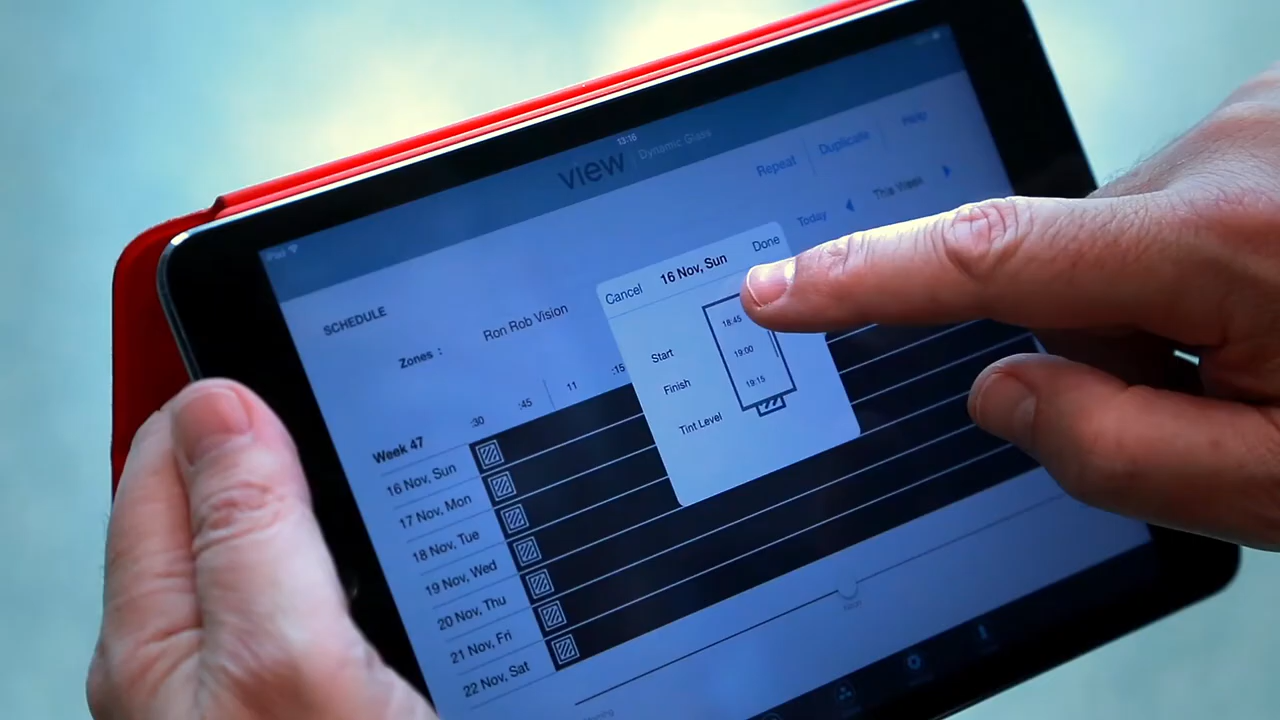 iPad
13:16
view Dynamic Glass
Repeat Duplicate Help
Today This Week
SCHEDULE
Zones : Ron Rob Vision
Cancel 16 Nov, Sun Done
18:45
Start 19:00
Finish 19:15
Tint Level
Week 47 :30 :45 11 :15
16 Nov, Sun
17 Nov, Mon
18 Nov, Tue
19 Nov, Wed
20 Nov, Thu
21 Nov, Fri
22 Nov, Sat
Noon